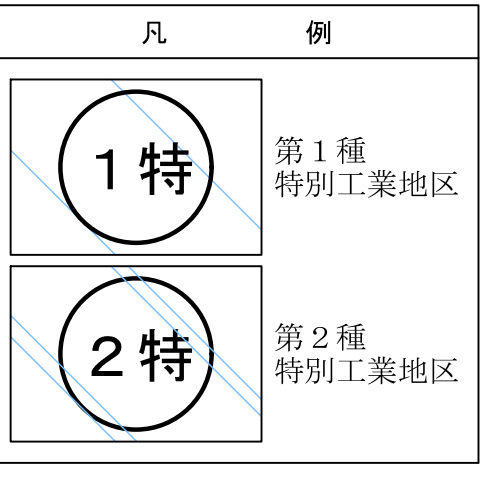 凡　例
１特
第１種
特別工業地区
２特
第２種
特別工業地区